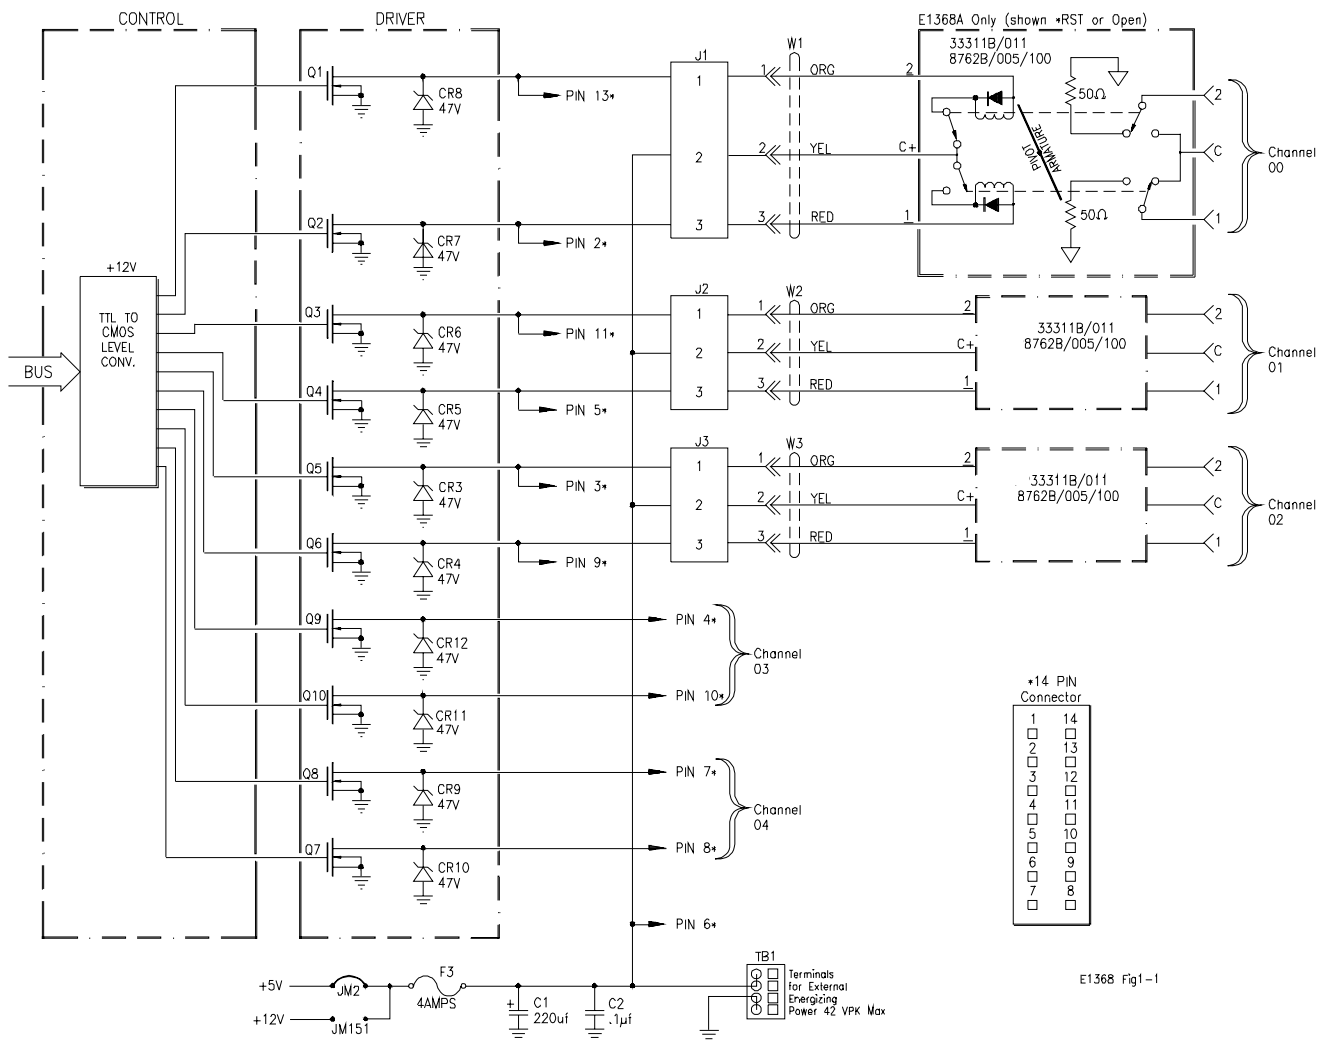 CONTROL
DRIVER
E1368A Only (shown *RST or Open)
33311B/011
8762B/005/100
Q1
CR8
47V
PIN 13*
J1
1
2
3
W1
1
ORG
2
2
YEL
C+
3
RED
1
50Ω
PIVOT
ARMATURE
50Ω
2
C
1
Channel
00
Q2
CR7
47V
PIN 2*
+12V
TTL TO
CMOS
LEVEL
CONV.
BUS
Q3
CR6
47V
PIN 11*
J2
1
2
3
W2
1
ORG
2
2
YEL
C+
3
RED
1
33311B/011
8762B/005/100
2
C
1
Channel
01
Q4
CR5
47V
PIN 5*
Q5
CR3
47V
PIN 3*
J3
1
2
3
W3
1
ORG
2
2
YEL
C+
3
RED
1
33311B/011
8762B/005/100
2
C
1
Channel
02
Q6
CR4
47V
PIN 9*
Q9
CR12
47V
PIN 4*
Channel
03
Q10
CR11
47V
PIN 10*
Q8
CR9
47V
PIN 7*
Channel
04
Q7
CR10
47V
PIN 8*
PIN 6*
*14 PIN
Connector
1 14
2 13
3 12
4 11
5 10
6 9
7 8
E1368 Fig1-1
+5V
JM2
F3
4AMPS
+12V
JM151
+
C1
220uf
C2
.1µf
TB1
Terminals
for External
Energizing
Power 42 VPK Max